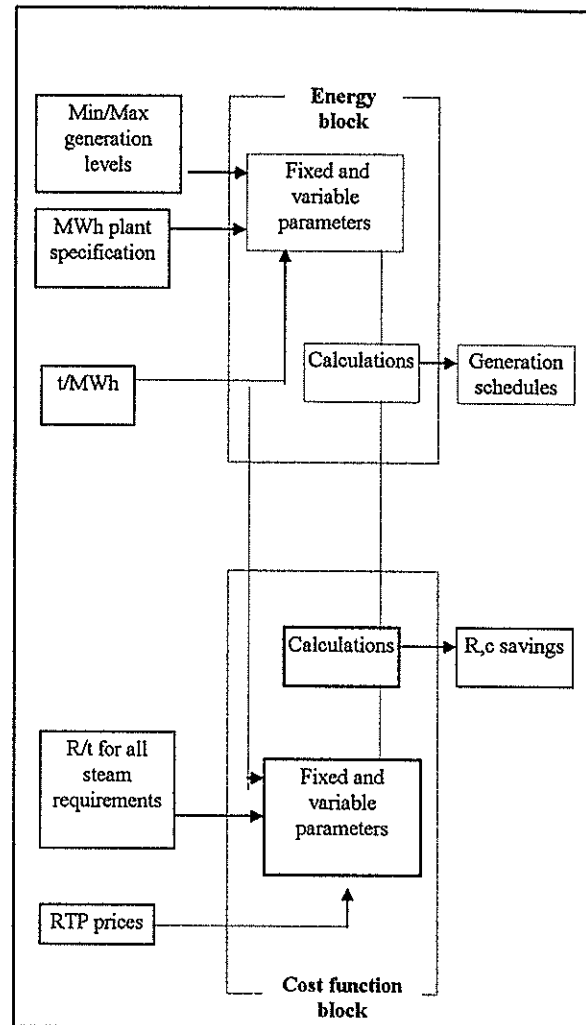 Energy
block
Min/Max
generation
levels
Fixed and
variable
parameters
MWh plant
specification
t/MWh
Calculations
Generation
schedules
Calculations
R,c savings
R/t for all
steam
requirements
Fixed and
variable
parameters
RTP prices
Cost function
block